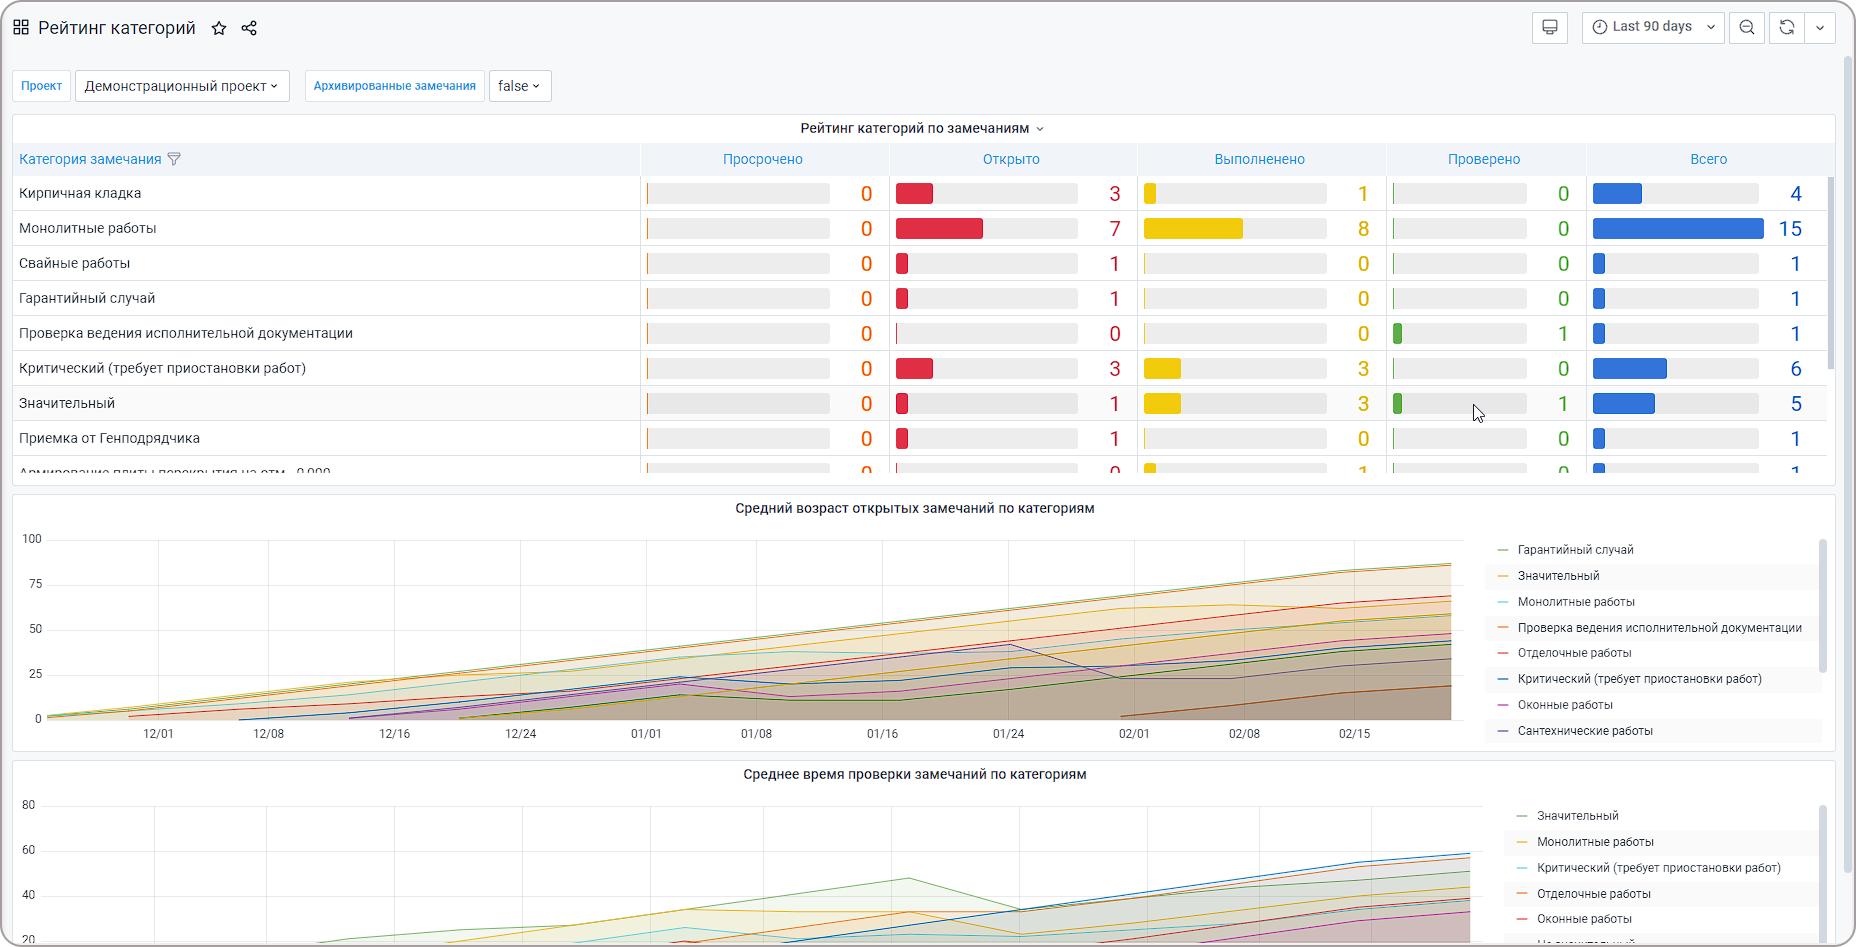 Рейтинг категорий
Last 90 days
Проект Демонстрационный проект Архивированные замечания false
Рейтинг категорий по замечаниям
Категория замечания Просрочено Открыто Выполненено Проверено Всего
Кирпичная кладка 0 3 1 0 4
Монолитные работы 0 7 8 0 15
Свайные работы 0 1 0 0 1
Гарантийный случай 0 1 0 0 1
Проверка ведения исполнительной документации 0 0 0 1 1
Критический (требует приостановки работ) 0 3 3 0 6
Значительный 0 1 3 1 5
Приемка от Генподрядчика 0 1 0 0 1
Армирование плиты перекрытия на отм. 0 0 1 0 1
Средний возраст открытых замечаний по категориям
100
75
50
25
0
12/01 12/08 12/16 12/24 01/01 01/08 01/16 01/24 02/01 02/08 02/15
Гарантийный случай
Значительный
Монолитные работы
Проверка ведения исполнительной документации
Отделочные работы
Критический (требует приостановки работ)
Оконные работы
Сантехнические работы
Среднее время проверки замечаний по категориям
80
60
40
20
Значительный
Монолитные работы
Критический (требует приостановки работ)
Отделочные работы
Оконные работы